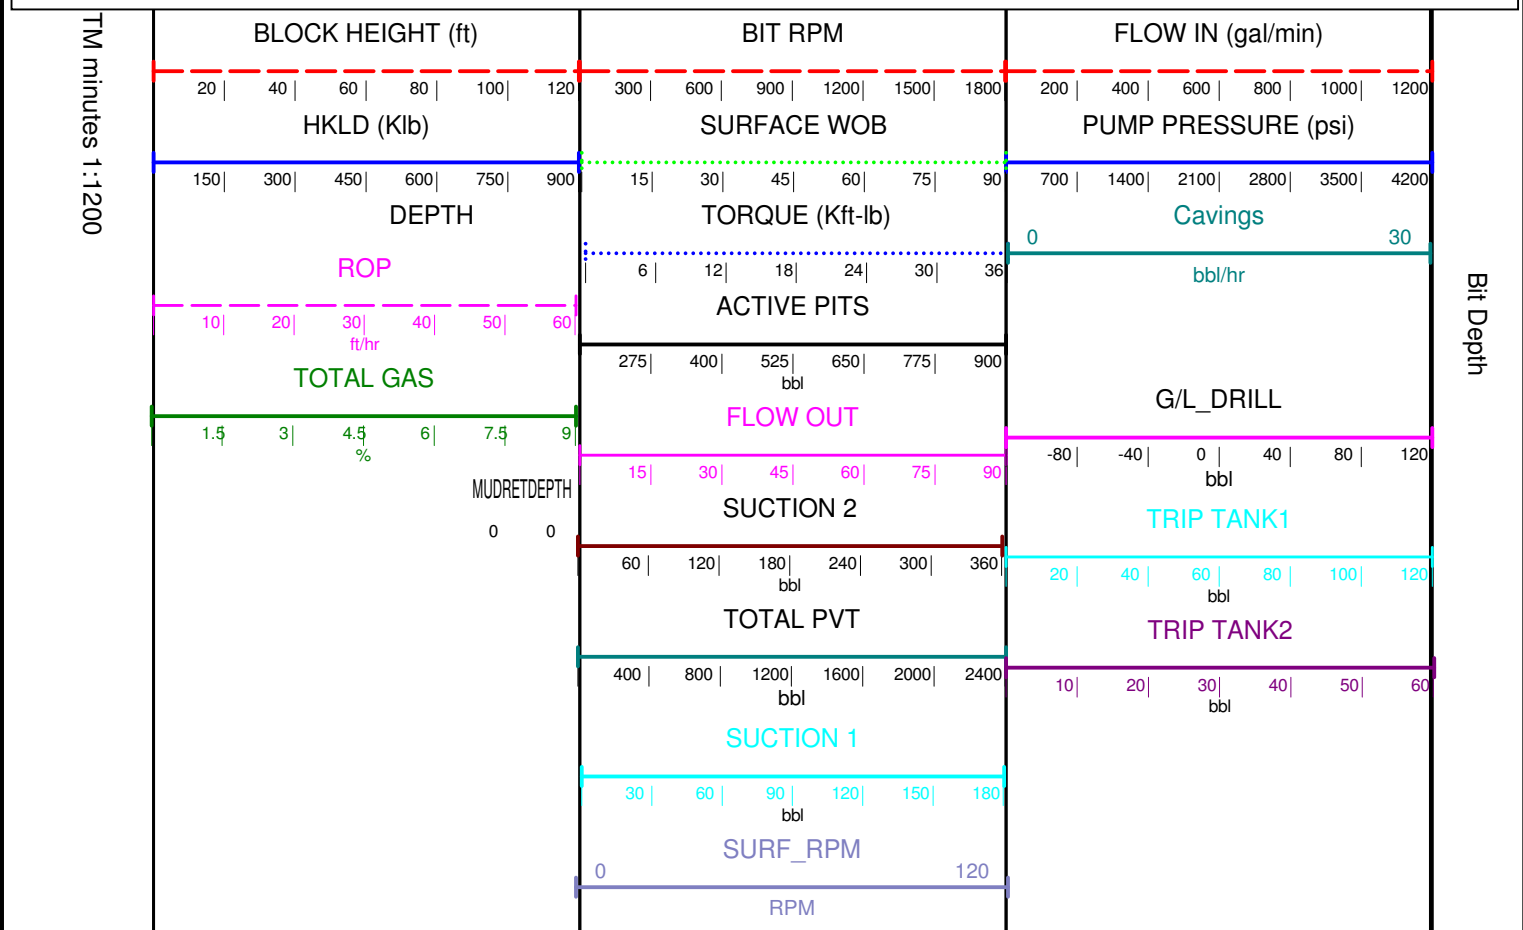 TM minutes 1:1200
BLOCK HEIGHT (ft)
20 40 60 80 100 120
HKLD (Klb)
150 300 450 600 750 900
DEPTH
ROP
10 20 30 40 50 60
ft/hr
TOTAL GAS
1.5 3 4.5 6 7.5 9
%
MUDRETDEPTH
0 0
BIT RPM
300 600 900 1200 1500 1800
SURFACE WOB
15 30 45 60 75 90
TORQUE (Kft-lb)
6 12 18 24 30 36
ACTIVE PITS
275 400 525 650 775 900
bbl
FLOW OUT
15 30 45 60 75 90
SUCTION 2
60 120 180 240 300 360
bbl
TOTAL PVT
400 800 1200 1600 2000 2400
bbl
SUCTION 1
30 60 90 120 150 180
bbl
SURF_RPM
0 120
RPM
FLOW IN (gal/min)
200 400 600 800 1000 1200
PUMP PRESSURE (psi)
700 1400 2100 2800 3500 4200
Cavings
0 30
bbl/hr
G/L_DRILL
-80 -40 0 40 80 120
bbl
TRIP TANK1
20 40 60 80 100 120
bbl
TRIP TANK2
10 20 30 40 50 60
bbl
Bit Depth